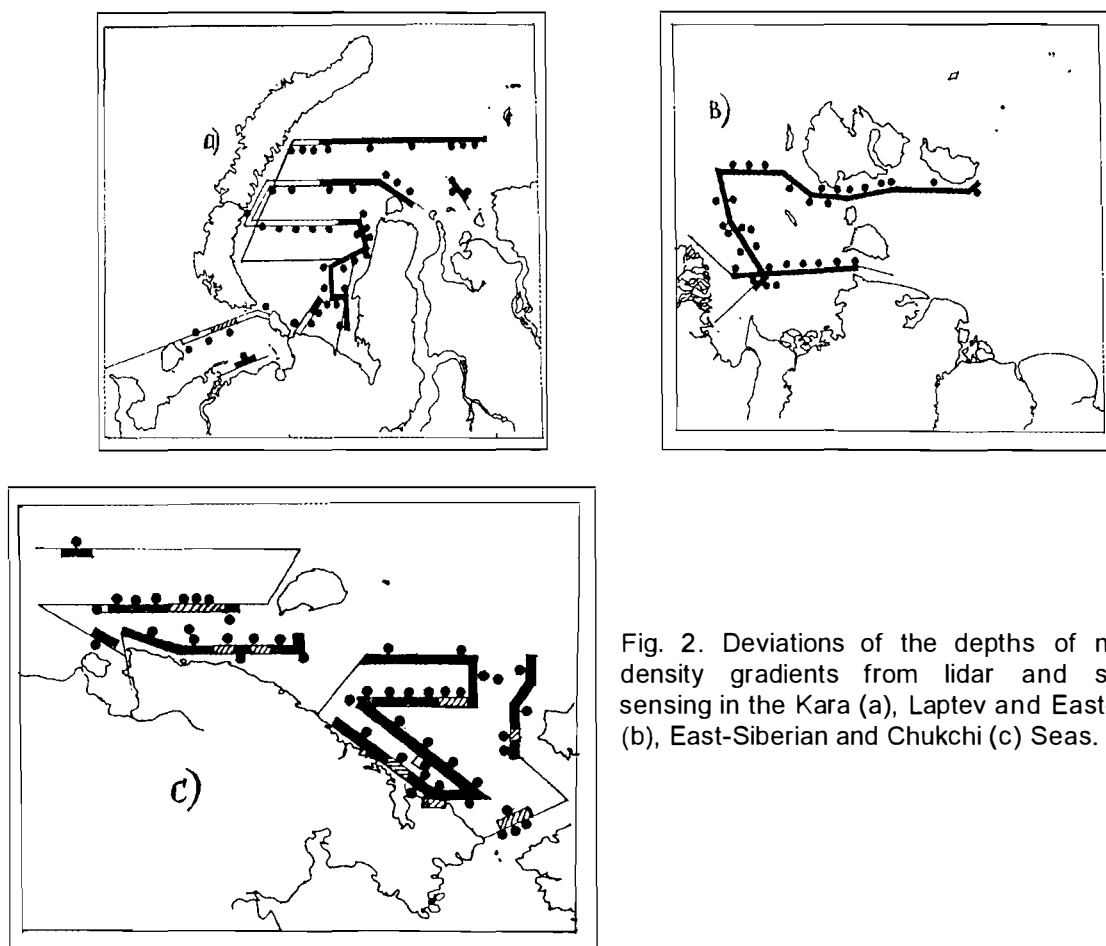 a)
B)
c)
Fig. 2. Deviations of the depths of
density gradients from lidar and
sensing in the Kara (a), Laptev and East-
(b), East-Siberian and Chukchi (c) Seas.